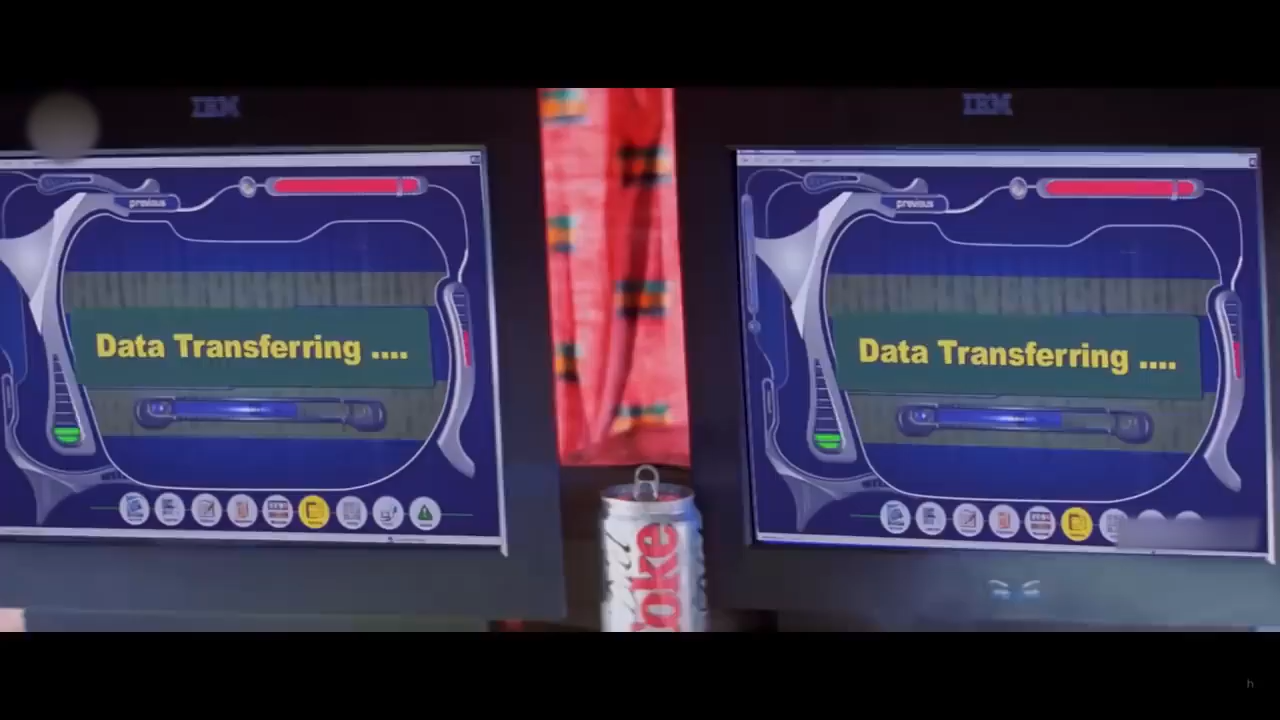 IBM
previous
Data Transferring ....
IBM
previous
Data Transferring ....
Coke
h